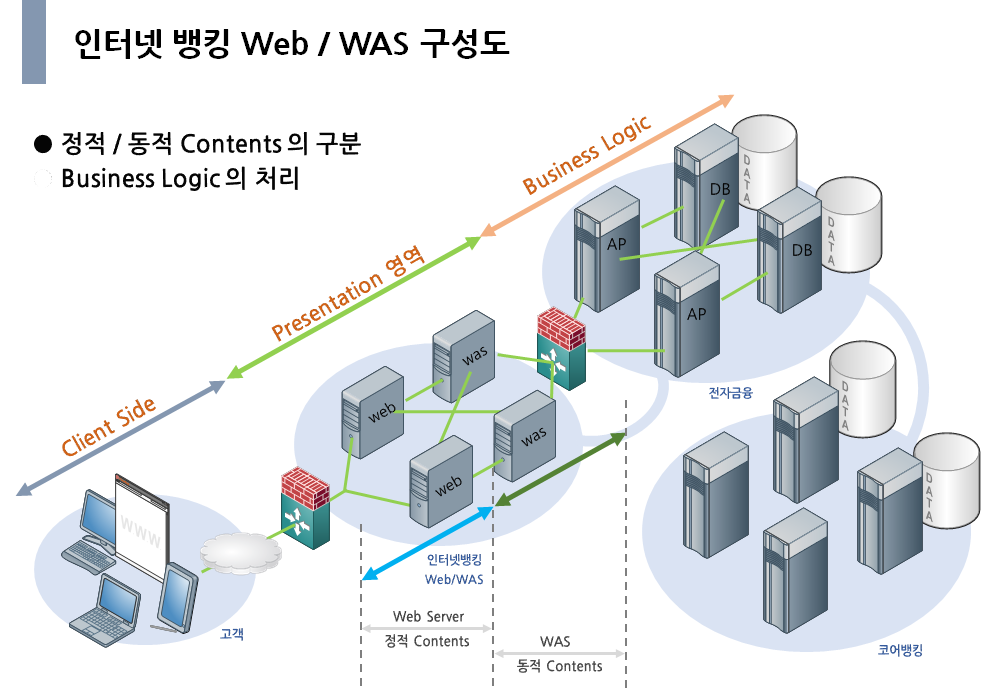 인터넷 뱅킹 Web / WAS 구성도
● 정적 / 동적 Contents 의 구분
Business Logic 의 처리
Business Logic
Presentation 영역
Client Side
DATA
DB
DATA
AP
DB
AP
전자금융
was
web
was
web
WWW
고객
인터넷뱅킹
Web/WAS
Web Server
정적 Contents
WAS
동적 Contents
DATA
DATA
코어뱅킹